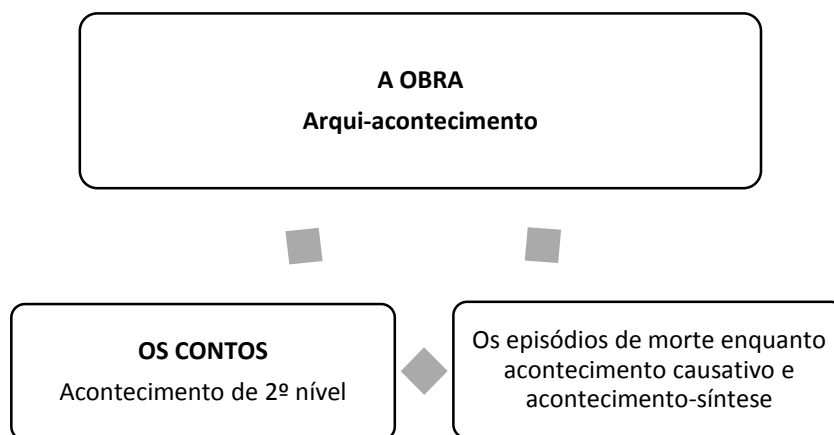 A OBRA
Arqui-acontecimento
OS CONTOS
Acontecimento de 2º nível
Os episódios de morte enquanto
acontecimento causativo e
acontecimento-síntese